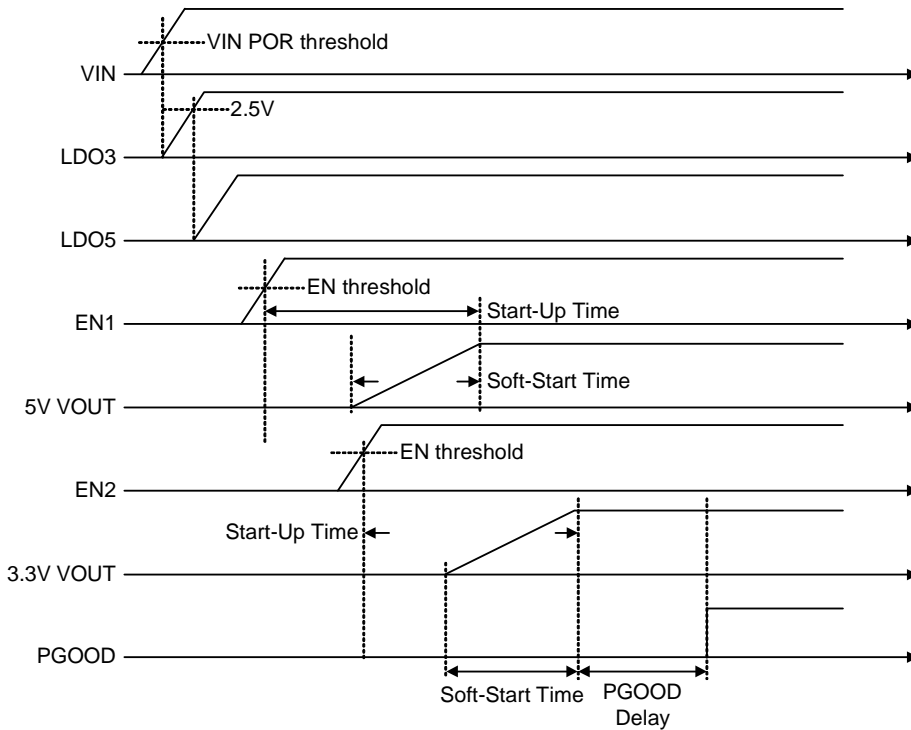 VIN POR threshold
VIN
2.5V
LDO3
LDO5
EN threshold
EN1
Start-Up Time
Soft-Start Time
5V VOUT
EN threshold
EN2
Start-Up Time
3.3V VOUT
PGOOD
Soft-Start Time
PGOOD
Delay